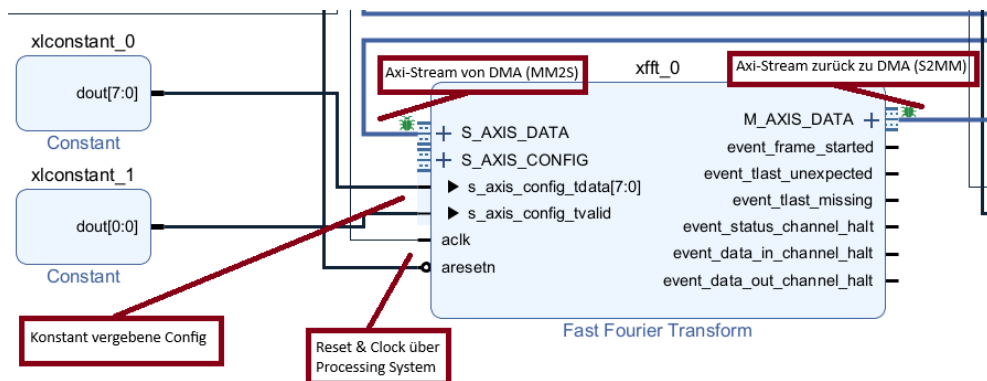 xlconstant_0
dout[7:0]
Constant
xlconstant_1
dout[0:0]
Constant
Axi-Stream von DMA (MM2S)
xfft_0
Axi-Stream zurück zu DMA (S2MM)
S_AXIS_DATA
S_AXIS_CONFIG
s_axis_config_tdata[7:0]
s_axis_config_tvalid
aclk
aresetn
M_AXIS_DATA
event_frame_started
event_tlast_unexpected
event_tlast_missing
event_status_channel_halt
event_data_in_channel_halt
event_data_out_channel_halt
Fast Fourier Transform
Konstant vergebene Config
Reset & Clock über
Processing System